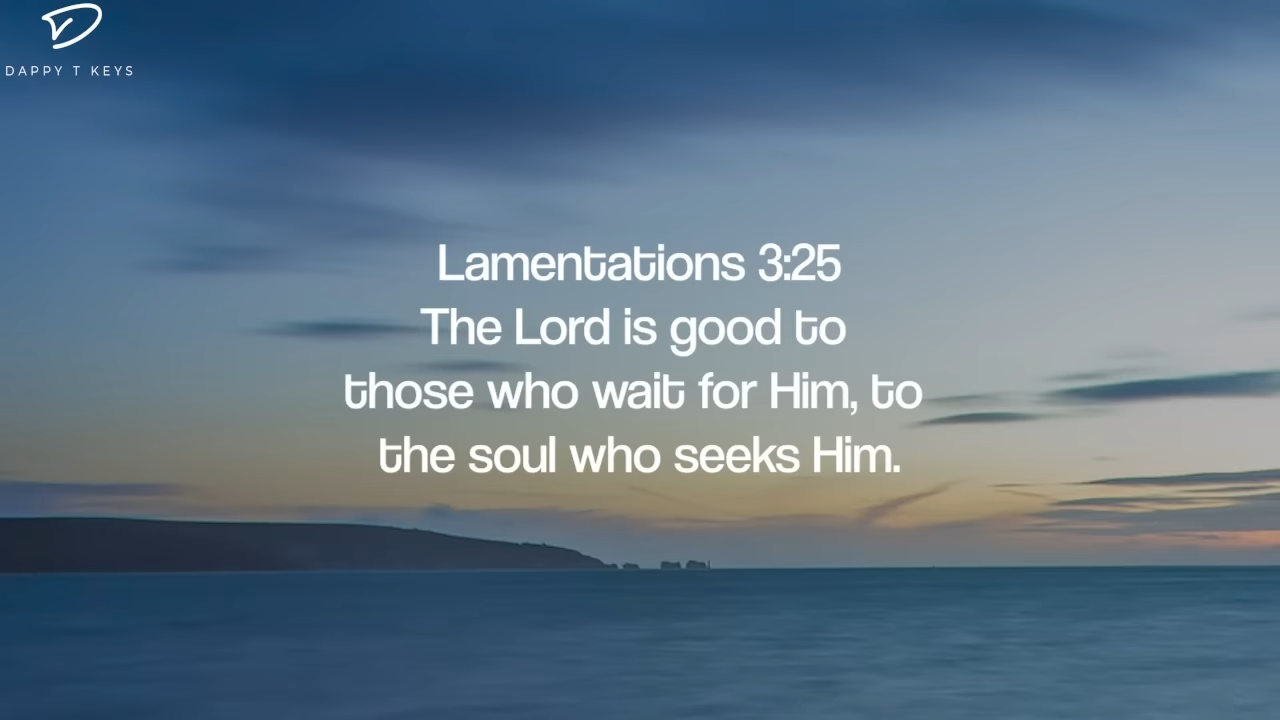 DAPPY T KEYS
Lamentations 3:25
The Lord is good to
those who wait for Him, to
the soul who seeks Him.